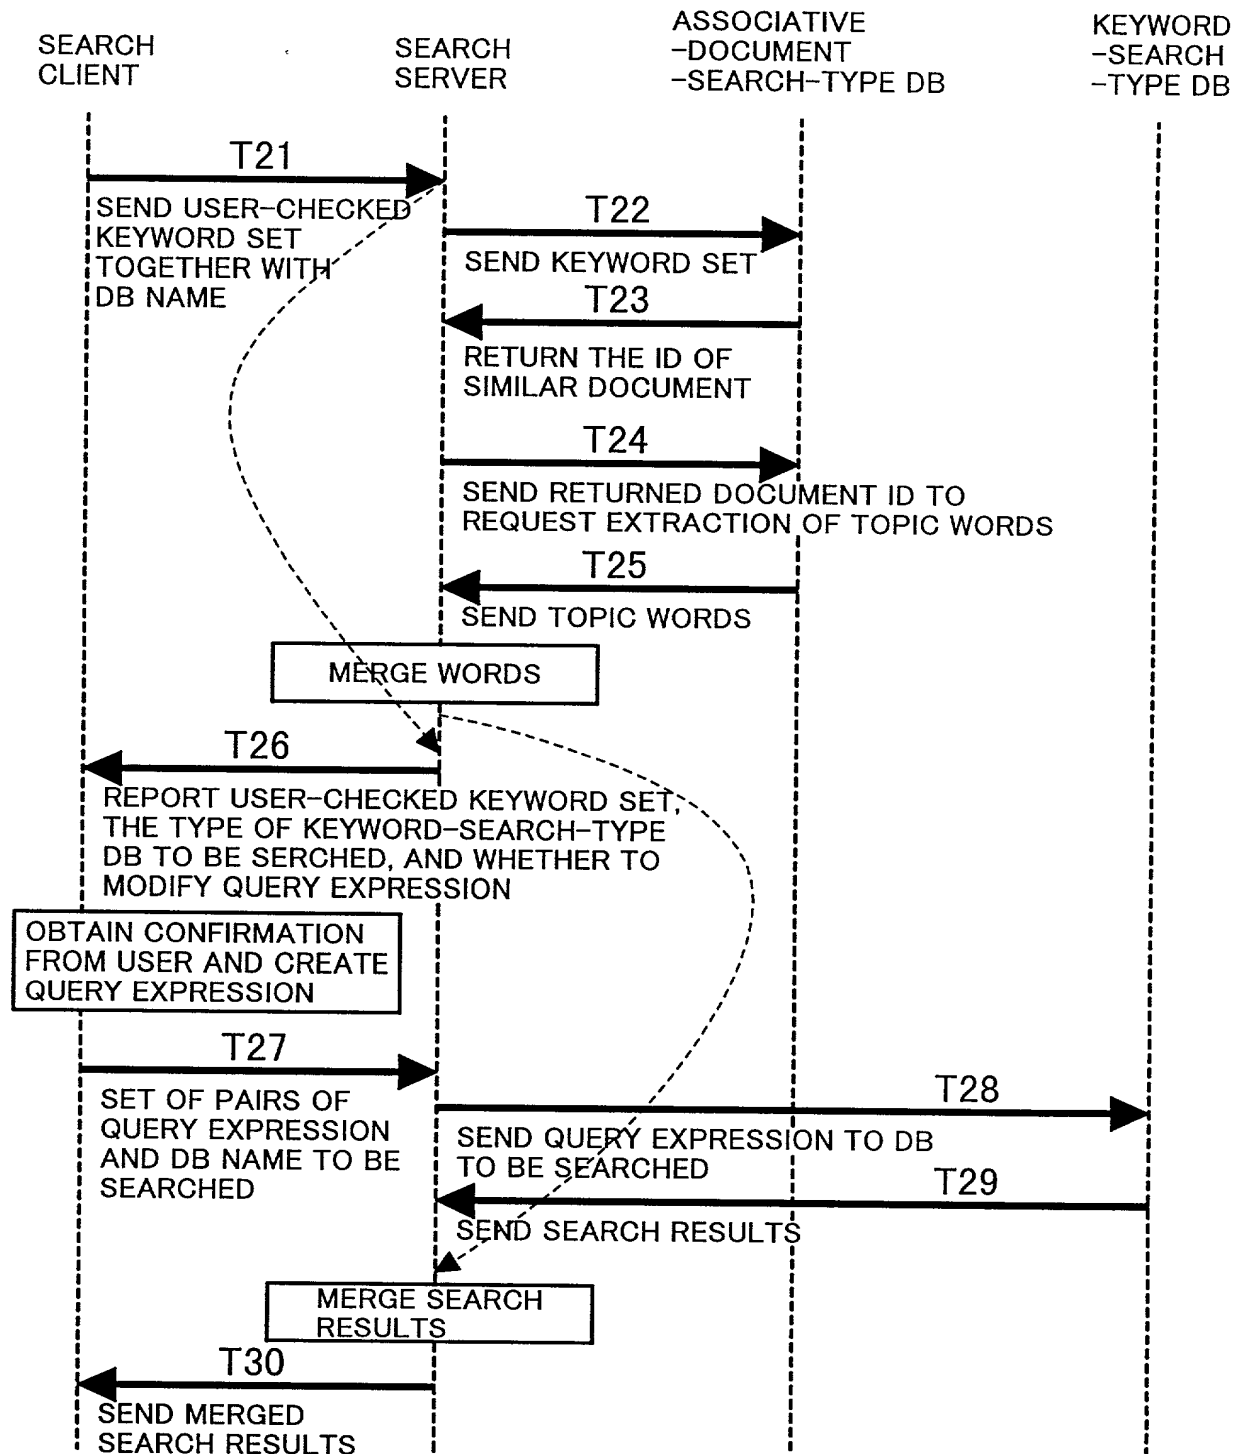 SEARCH
CLIENT
SEARCH
SERVER
ASSOCIATIVE
-DOCUMENT
-SEARCH-TYPE DB
KEYWORD
-SEARCH
-TYPE DB
T21
SEND USER-CHECKED
KEYWORD SET
TOGETHER WITH
DB NAME
T22
SEND KEYWORD SET
T23
RETURN THE ID OF
SIMILAR DOCUMENT
T24
SEND RETURNED DOCUMENT ID TO
REQUEST EXTRACTION OF TOPIC WORDS
T25
SEND TOPIC WORDS
MERGE WORDS
T26
REPORT USER-CHECKED KEYWORD SET,
THE TYPE OF KEYWORD-SEARCH-TYPE
DB TO BE SERCHED, AND WHETHER TO
MODIFY QUERY EXPRESSION
OBTAIN CONFIRMATION
FROM USER AND CREATE
QUERY EXPRESSION
T27
SET OF PAIRS OF
QUERY EXPRESSION
AND DB NAME TO BE
SEARCHED
T28
SEND QUERY EXPRESSION TO DB
TO BE SEARCHED
T29
SEND SEARCH RESULTS
MERGE SEARCH
RESULTS
T30
SEND MERGED
SEARCH RESULTS